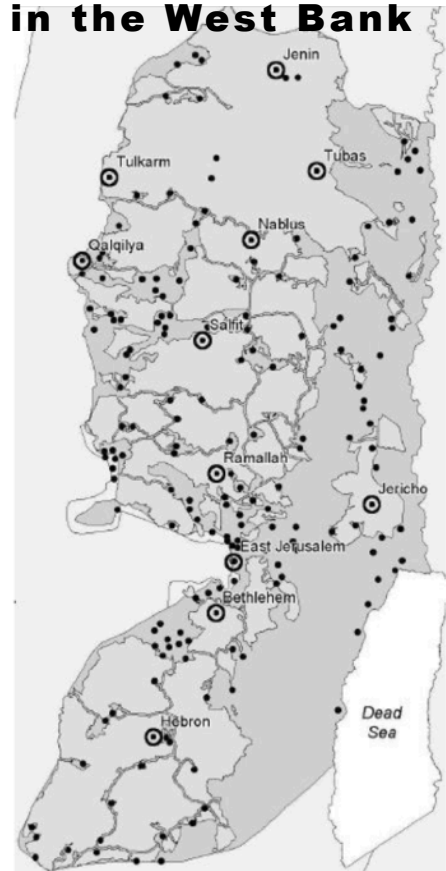 in the West Bank
Jenin
Tubas
Tulkarm
Nablus
Qalqilya
Salfit
Ramallah
Jericho
East Jerusalem
Bethlehem
Hebron
Dead
Sea